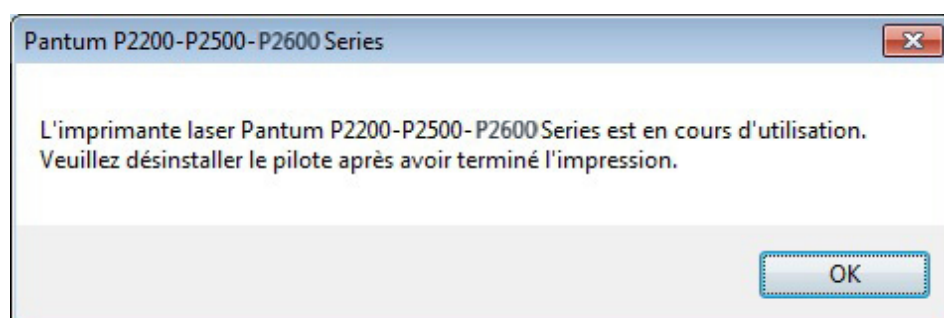 Pantum P2200-P2500-P2600 Series
L'imprimante laser Pantum P2200-P2500-P2600 Series est en cours d'utilisation.
Veuillez désinstaller le pilote après avoir terminé l'impression.
OK